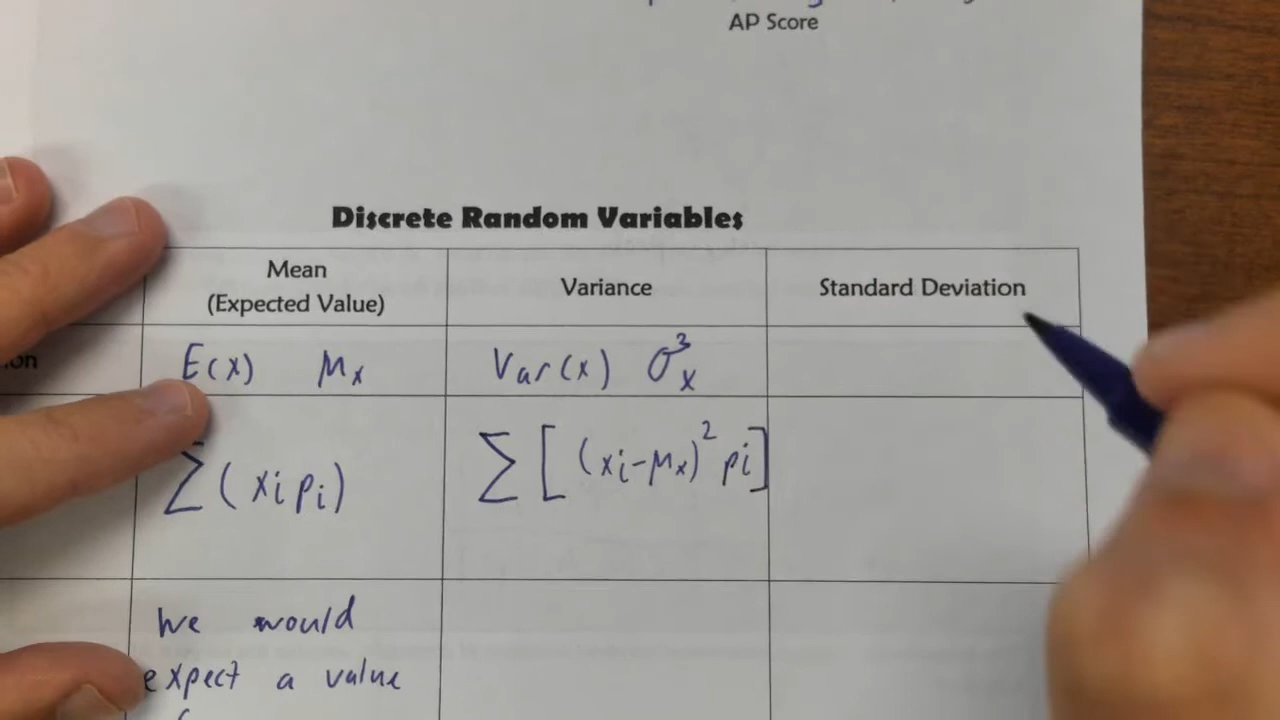 AP Score
Discrete Random Variables
Mean
(Expected Value)
Variance
Standard Deviation
on
E(x) μx
Var(x) σ³x
Σ(xipi)
Σ[(xi-μx)²pi]
We would
expect a value